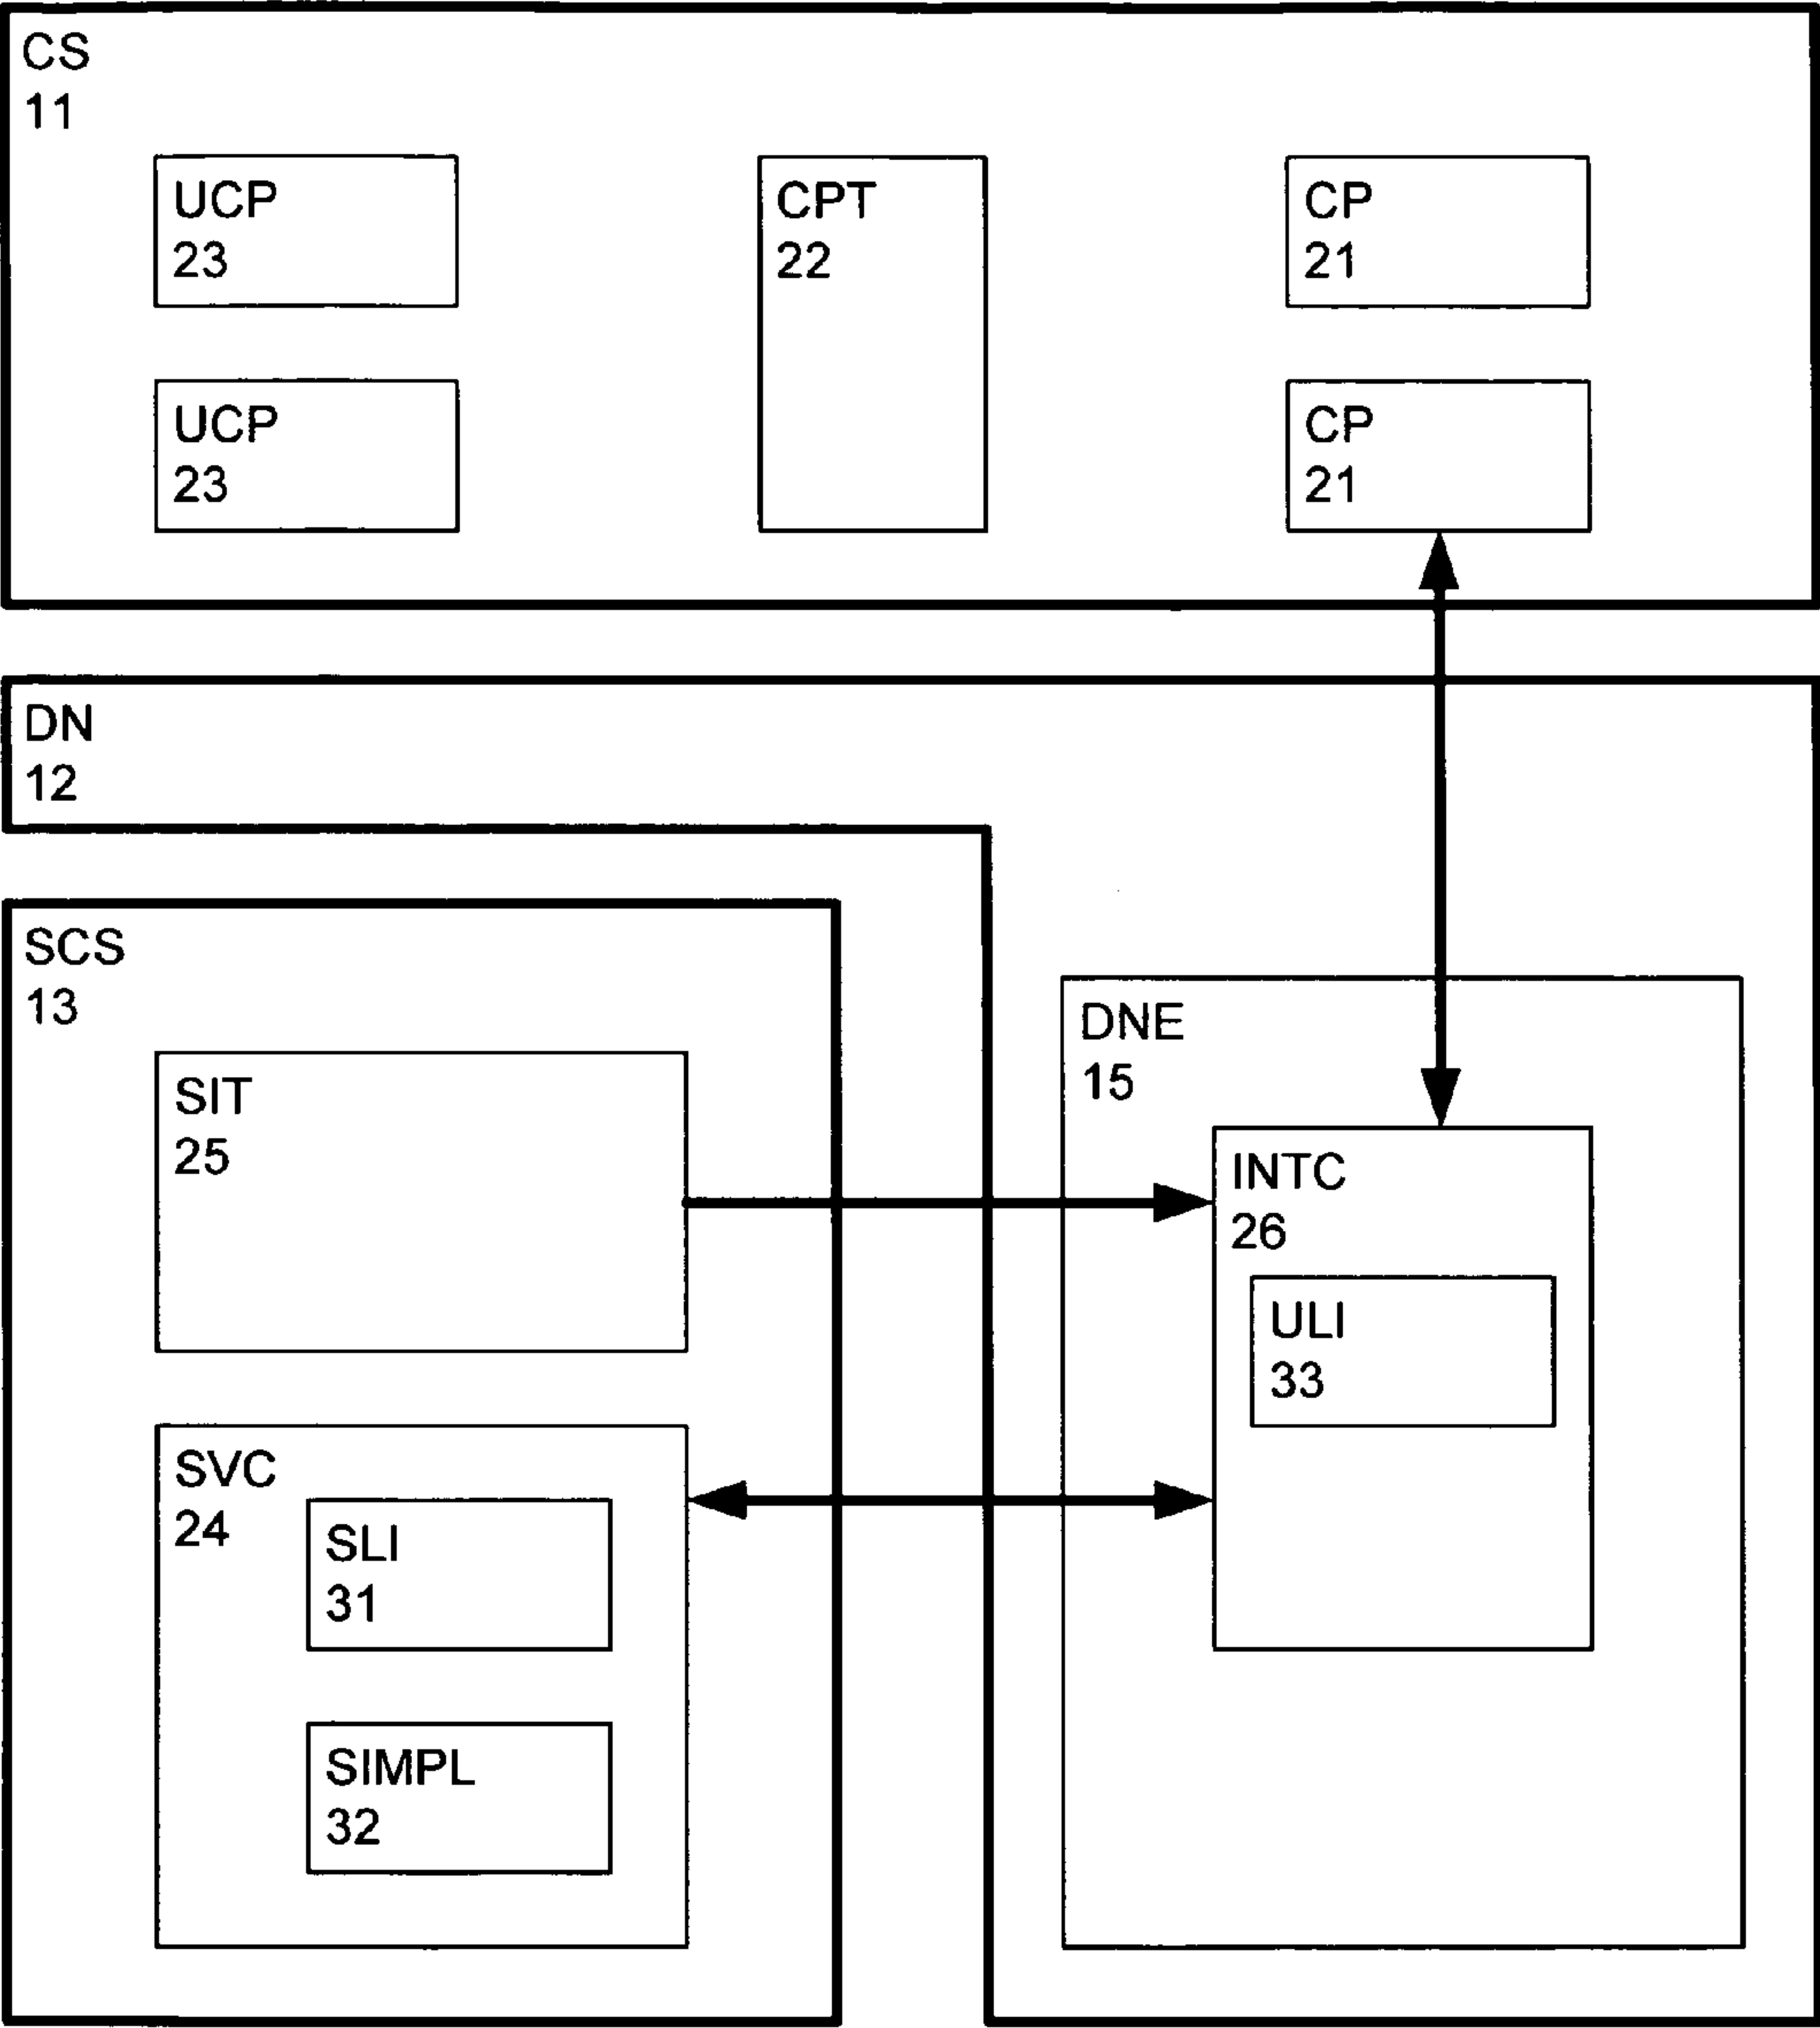 CS
11
UCP
23
CPT
22
CP
21
UCP
23
CP
21
DN
12
SCS
13
DNE
15
SIT
25
INTC
26
ULI
33
SVC
24
SLI
31
SIMPL
32